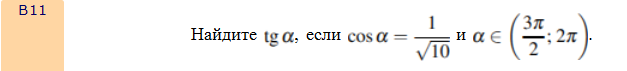 B11
Найдите tg α, если cos α = 1/√10 и α ∈ (3π/2; 2π).